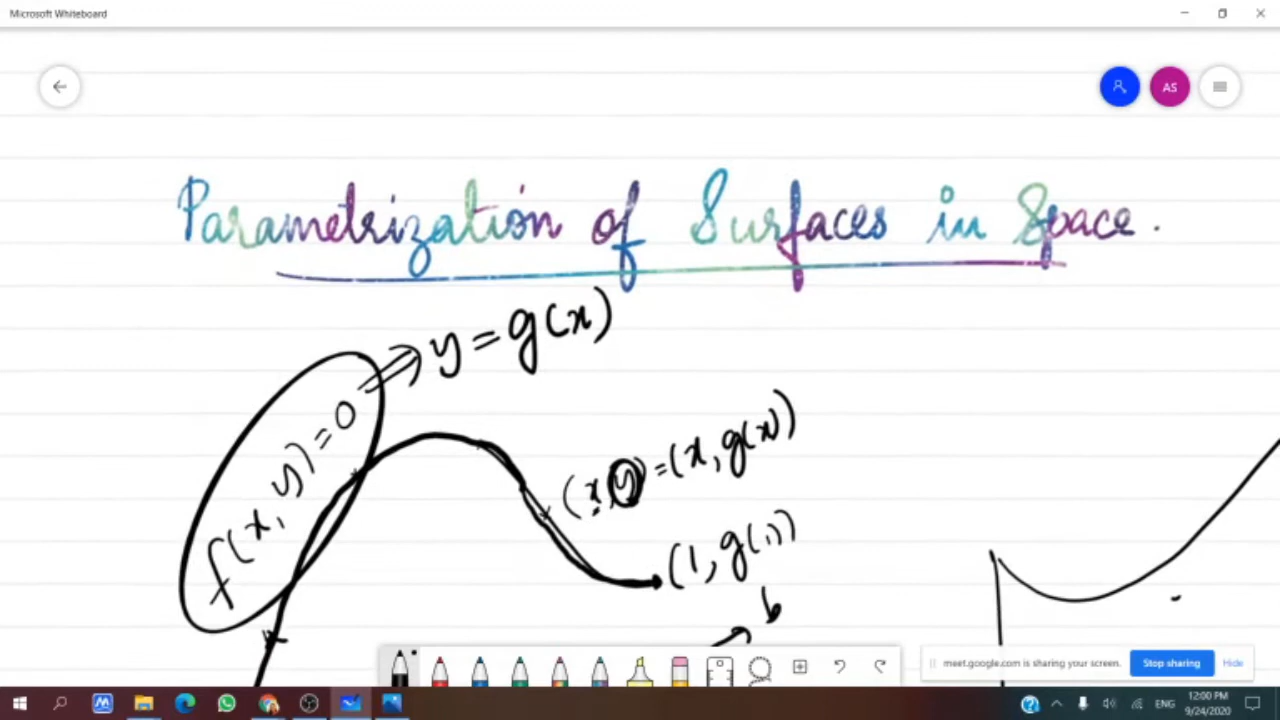 Microsoft Whiteboard
AS
Parametrization of Surfaces in Space.
f(x, y) = 0 ⇒ y = g(x)
(x, y) = (x, g(x))
(1, g(1))
b
meet.google.com is sharing your screen. Stop sharing Hide
ENG
12:00 PM
9/24/2020